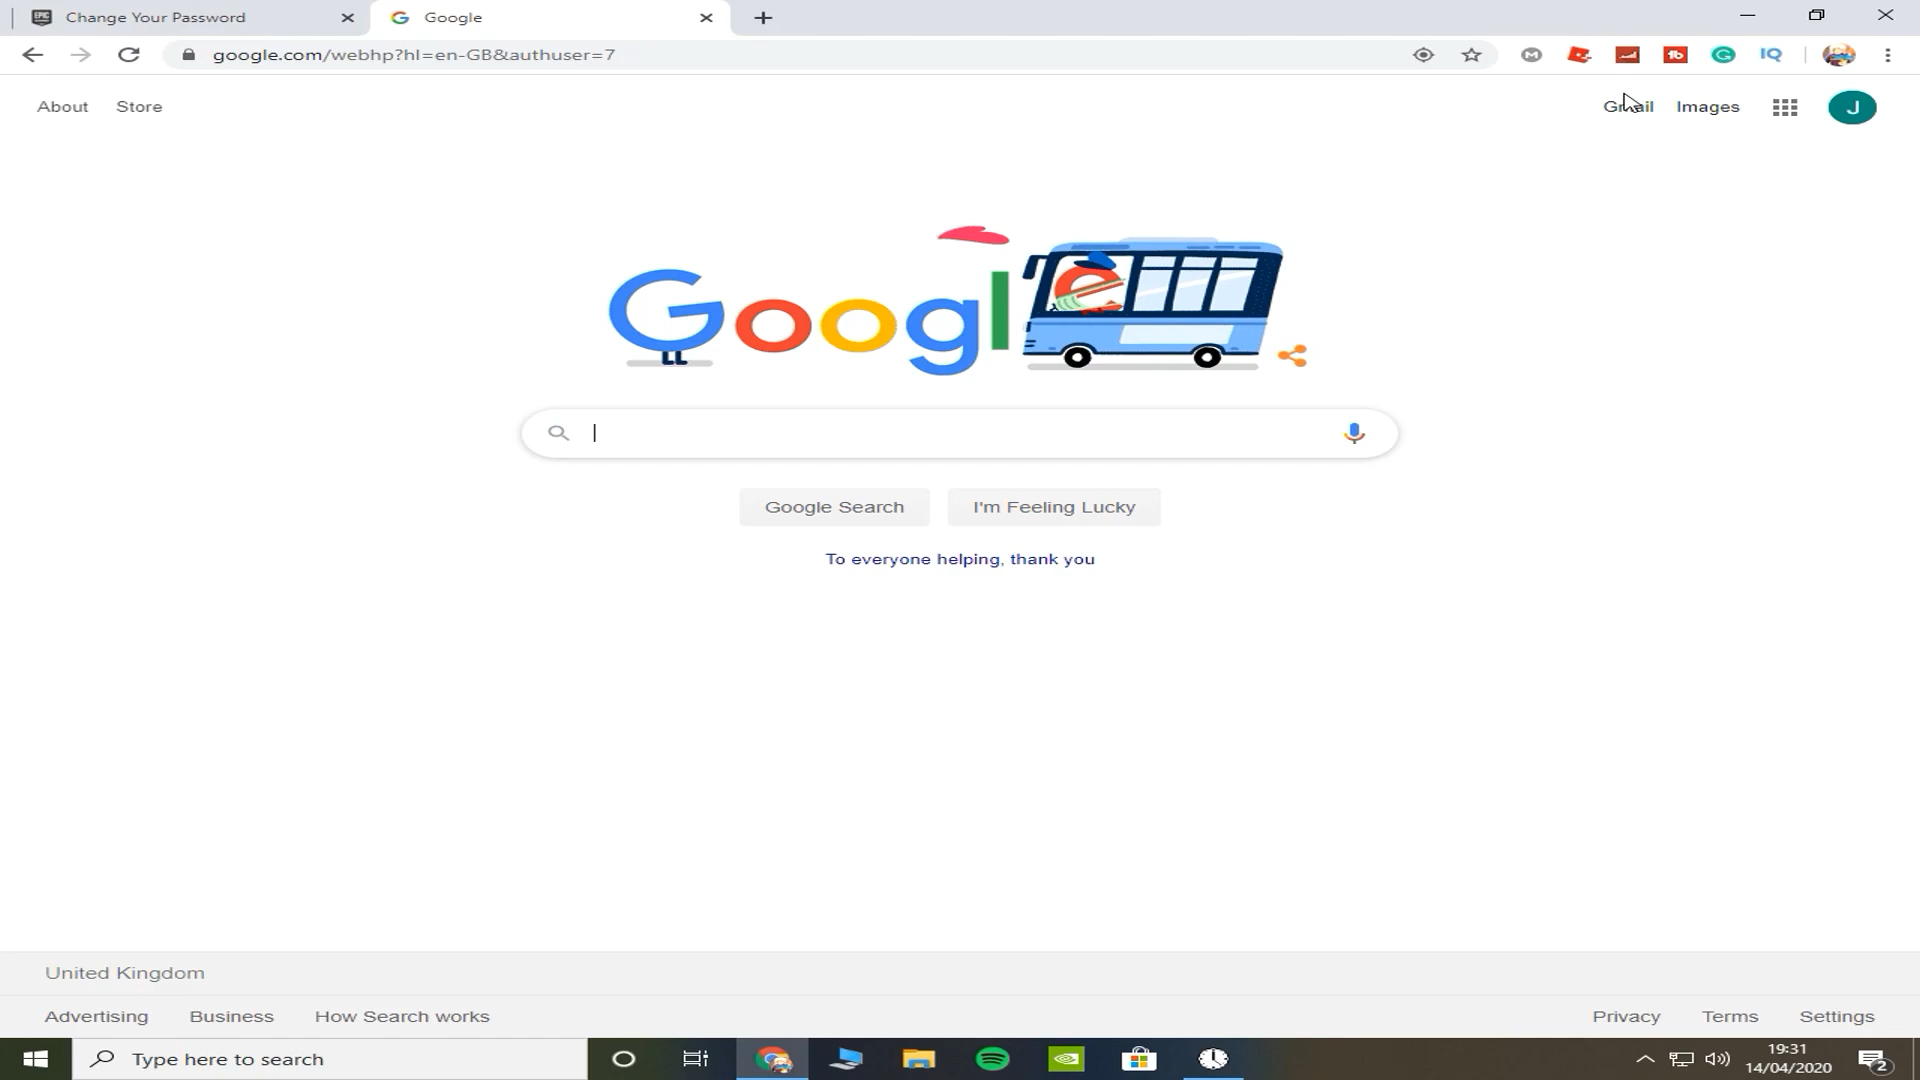 Change Your Password
Google
google.com/webhp?hl=en-GB&authuser=7
About Store
Gmail Images
J
Google
Google Search
I'm Feeling Lucky
To everyone helping, thank you
United Kingdom
Advertising Business How Search works
Privacy Terms Settings
Type here to search
19:31
14/04/2020
2